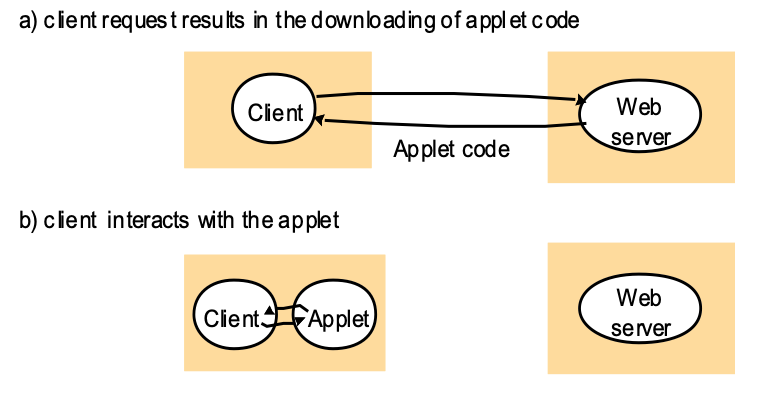 a) client request results in the downloading of applet code
Client
Web
server
Applet code
b) client interacts with the applet
Client
Applet
Web
server